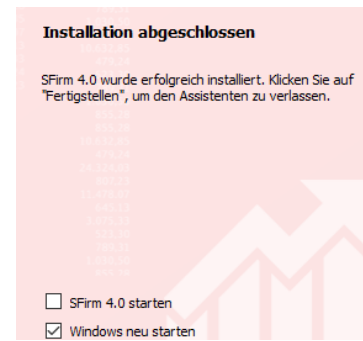 Installation abgeschlossen
SFirm 4.0 wurde erfolgreich installiert. Klicken Sie auf
"Fertigstellen", um den Assistenten zu verlassen.
SFirm 4.0 starten
Windows neu starten